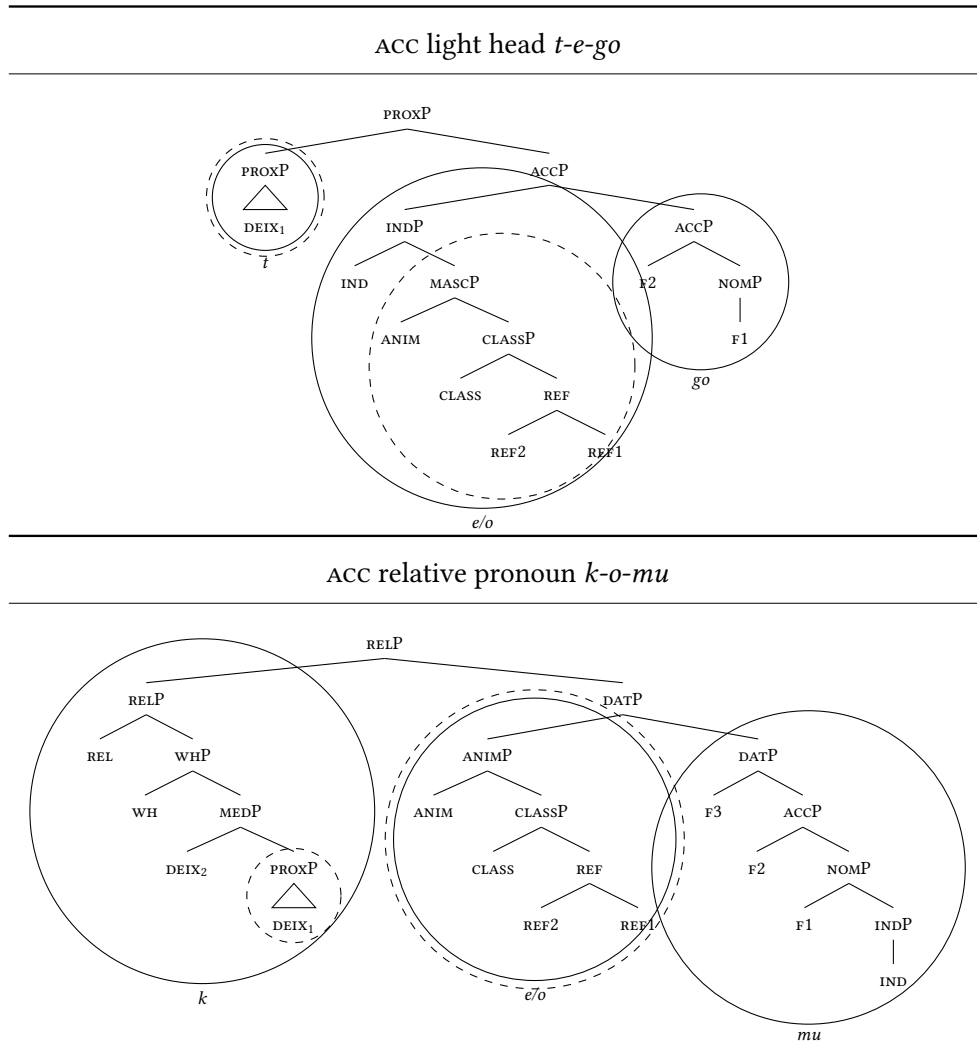 ACC light head t-e-go
PROXP
PROXP ACCP
DEIX₁ INDP ACCP
t
IND MASCP F2 NOMP
ANIM CLASSP F1
go
CLASS REF
REF2 REF1
e/o
ACC relative pronoun k-o-mu
RELP
RELP DATP
REL WHP ANIMP DATP
WH MEDP ANIM CLASSP F3 ACCP
DEIX₂ PROXP CLASS REF F2 NOMP
DEIX₁ REF2 REF1 F1 INDP
k e/o IND
mu